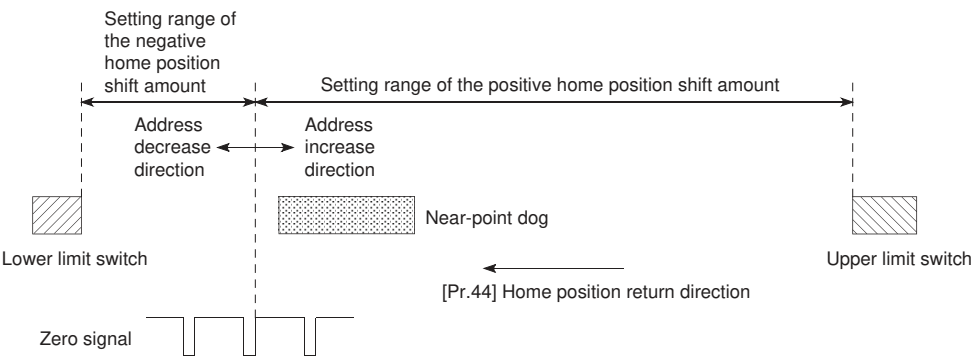 Setting range of
the negative
home position
shift amount
Setting range of the positive home position shift amount
Address
decrease
direction
Address
increase
direction
Near-point dog
Lower limit switch
Upper limit switch
[Pr.44] Home position return direction
Zero signal